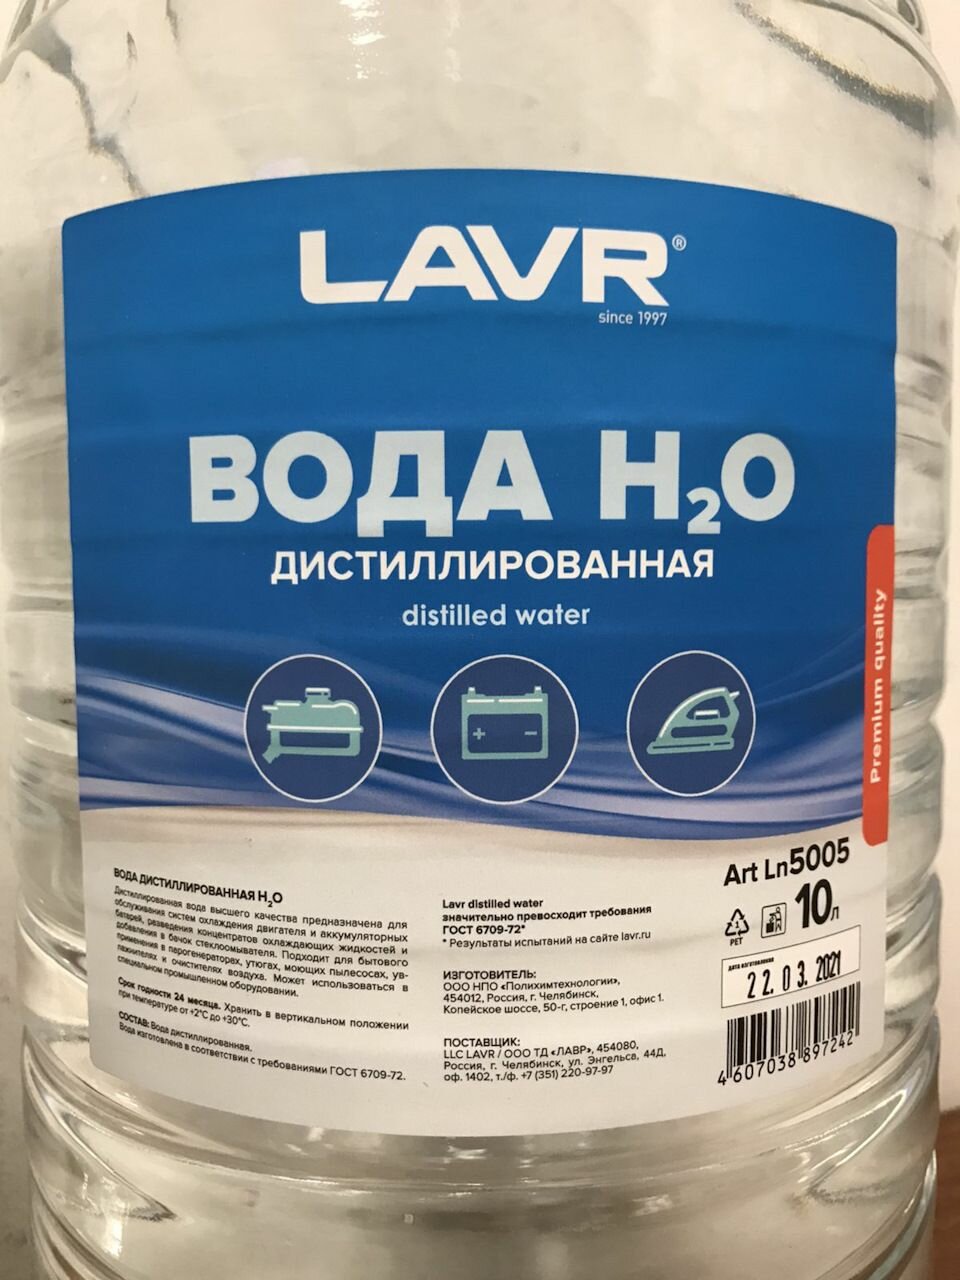 LAVR®
since 1997
ВОДА H₂O
ДИСТИЛЛИРОВАННАЯ
distilled water
+ −
Premium quality
ВОДА ДИСТИЛЛИРОВАННАЯ H₂O
Дистиллированная вода высшего качества предназначена для
обслуживания систем охлаждения двигателя и аккумуляторных
батарей, разведения концентратов охлаждающих жидкостей и
добавления в бачок стеклоомывателя. Подходит для бытового
применения в парогенераторах, утюгах, моющих пылесосах, ув-
лажнителях и очистителях воздуха. Может использоваться в
специальном промышленном оборудовании.
Срок годности 24 месяца. Хранить в вертикальном положении
при температуре от +2°С до +30°С.
СОСТАВ: Вода дистиллированная.
Вода изготовлена в соответствии с требованиями ГОСТ 6709-72.
Lavr distilled water
значительно превосходит требования
ГОСТ 6709-72*
* Результаты испытаний на сайте lavr.ru
ИЗГОТОВИТЕЛЬ:
ООО НПО «Полихимтехнологии»,
454012, Россия, г. Челябинск,
Копейское шоссе, 50-г, строение 1, офис 1.
ПОСТАВЩИК:
LLC LAVR / ООО ТД «ЛАВР», 454080,
Россия, г. Челябинск, ул. Энгельса, 44Д,
оф. 1402, т./ф. +7 (351) 220-97-97
Art Ln5005
1
PET
10л
дата изготовления
22.03.2021
4 607038 897242